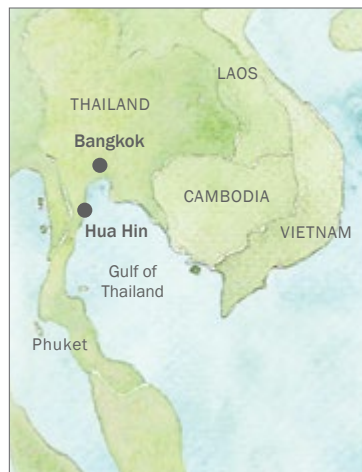 LAOS
THAILAND
Bangkok
CAMBODIA
VIETNAM
Hua Hin
Gulf of
Thailand
Phuket